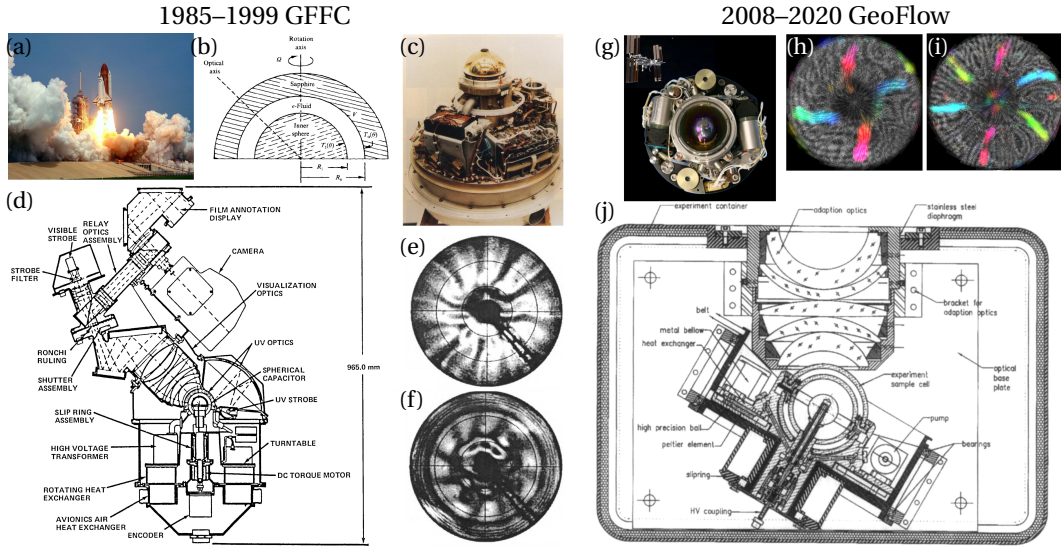 1985–1999 GFFC
2008–2020 GeoFlow
(a)
(b)
Rotation
axis
Optical
axis
Ω
Sapphire
ε-Fluid
V
Inner
sphere
T₁(θ)
Tₒ(θ)
Rᵢ
Rₒ
(c)
(d)
FILM ANNOTATION
DISPLAY
RELAY
OPTICS
ASSEMBLY
VISIBLE
STROBE
STROBE
FILTER
CAMERA
VISUALIZATION
OPTICS
RONCHI
RULING
SHUTTER
ASSEMBLY
UV OPTICS
SPHERICAL
CAPACITOR
UV STROBE
965.0 mm
SLIP RING
ASSEMBLY
HIGH VOLTAGE
TRANSFORMER
TURNTABLE
DC TORQUE MOTOR
ROTATING HEAT
EXCHANGER
AVIONICS AIR
HEAT EXCHANGER
ENCODER
(e)
(f)
(g)
(h)
(i)
(j)
experiment container
adaption optics
stainless steel
diaphragm
bracket for
adaption optics
belt
metal bellow
heat exchanger
experiment
sample cell
optical
base
plate
high precision ball
peltier element
pump
bearings
slipring
HV coupling